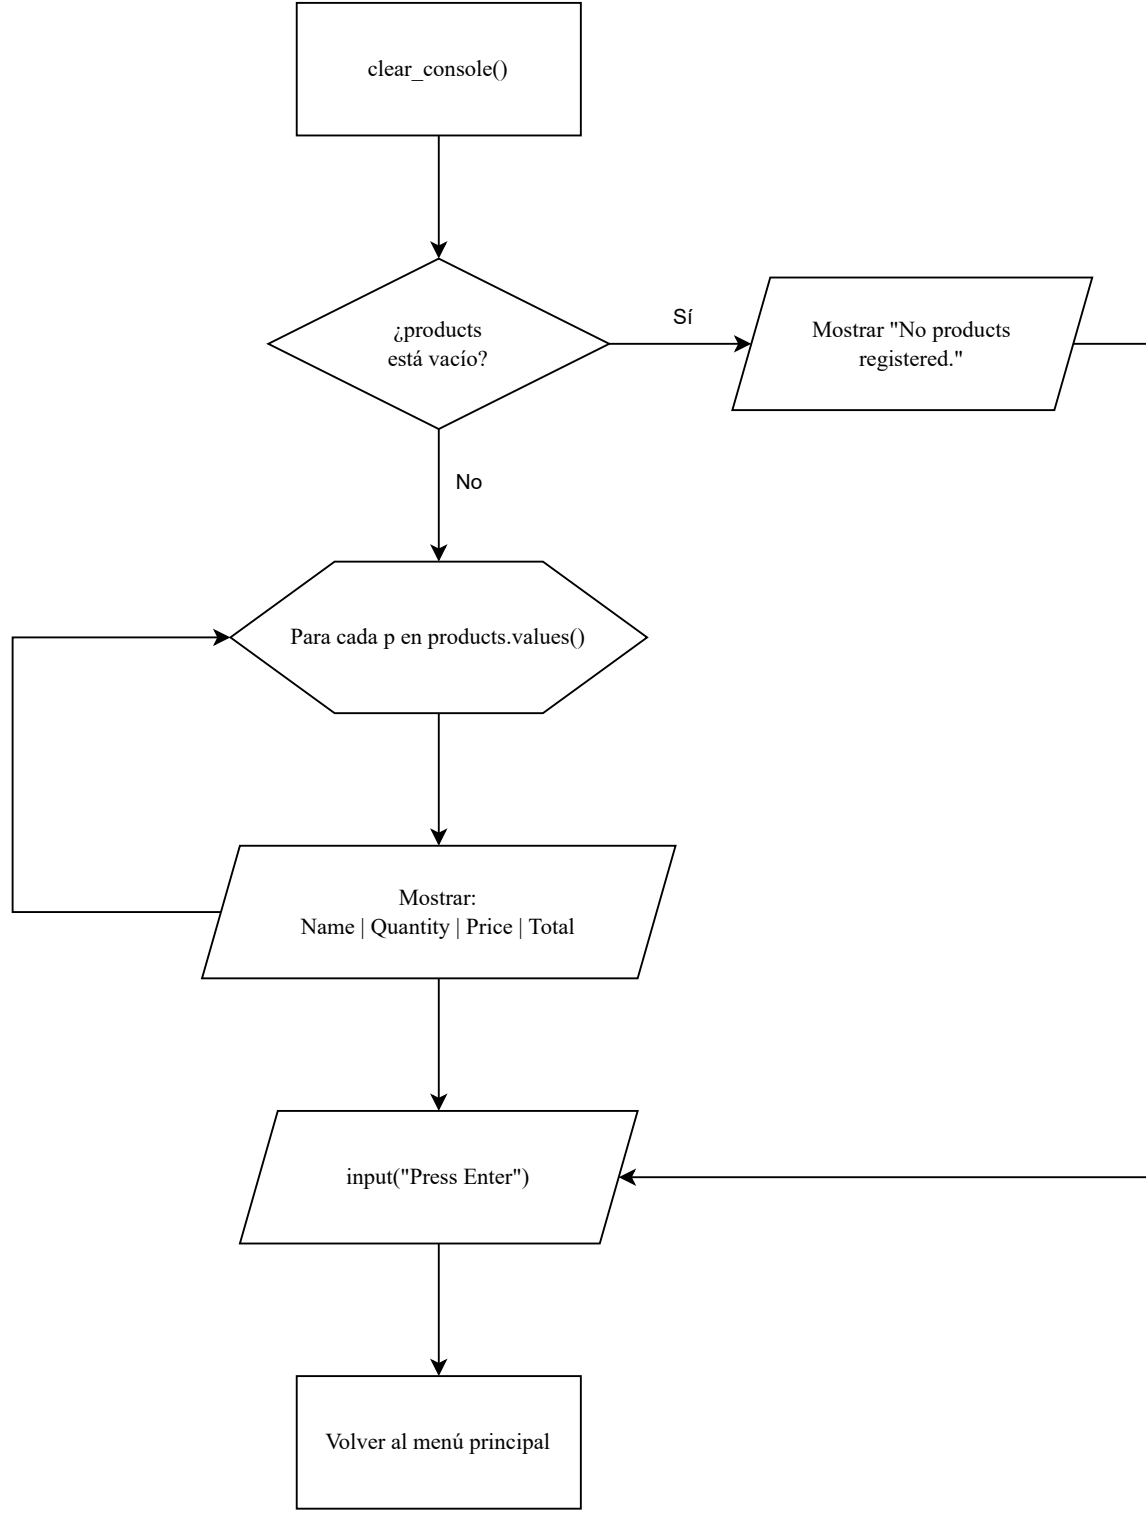 clear_console()
¿products
está vacío?
Sí
Mostrar "No products
registered."
No
Para cada p en products.values()
Mostrar:
Name | Quantity | Price | Total
input("Press Enter")
Volver al menú principal